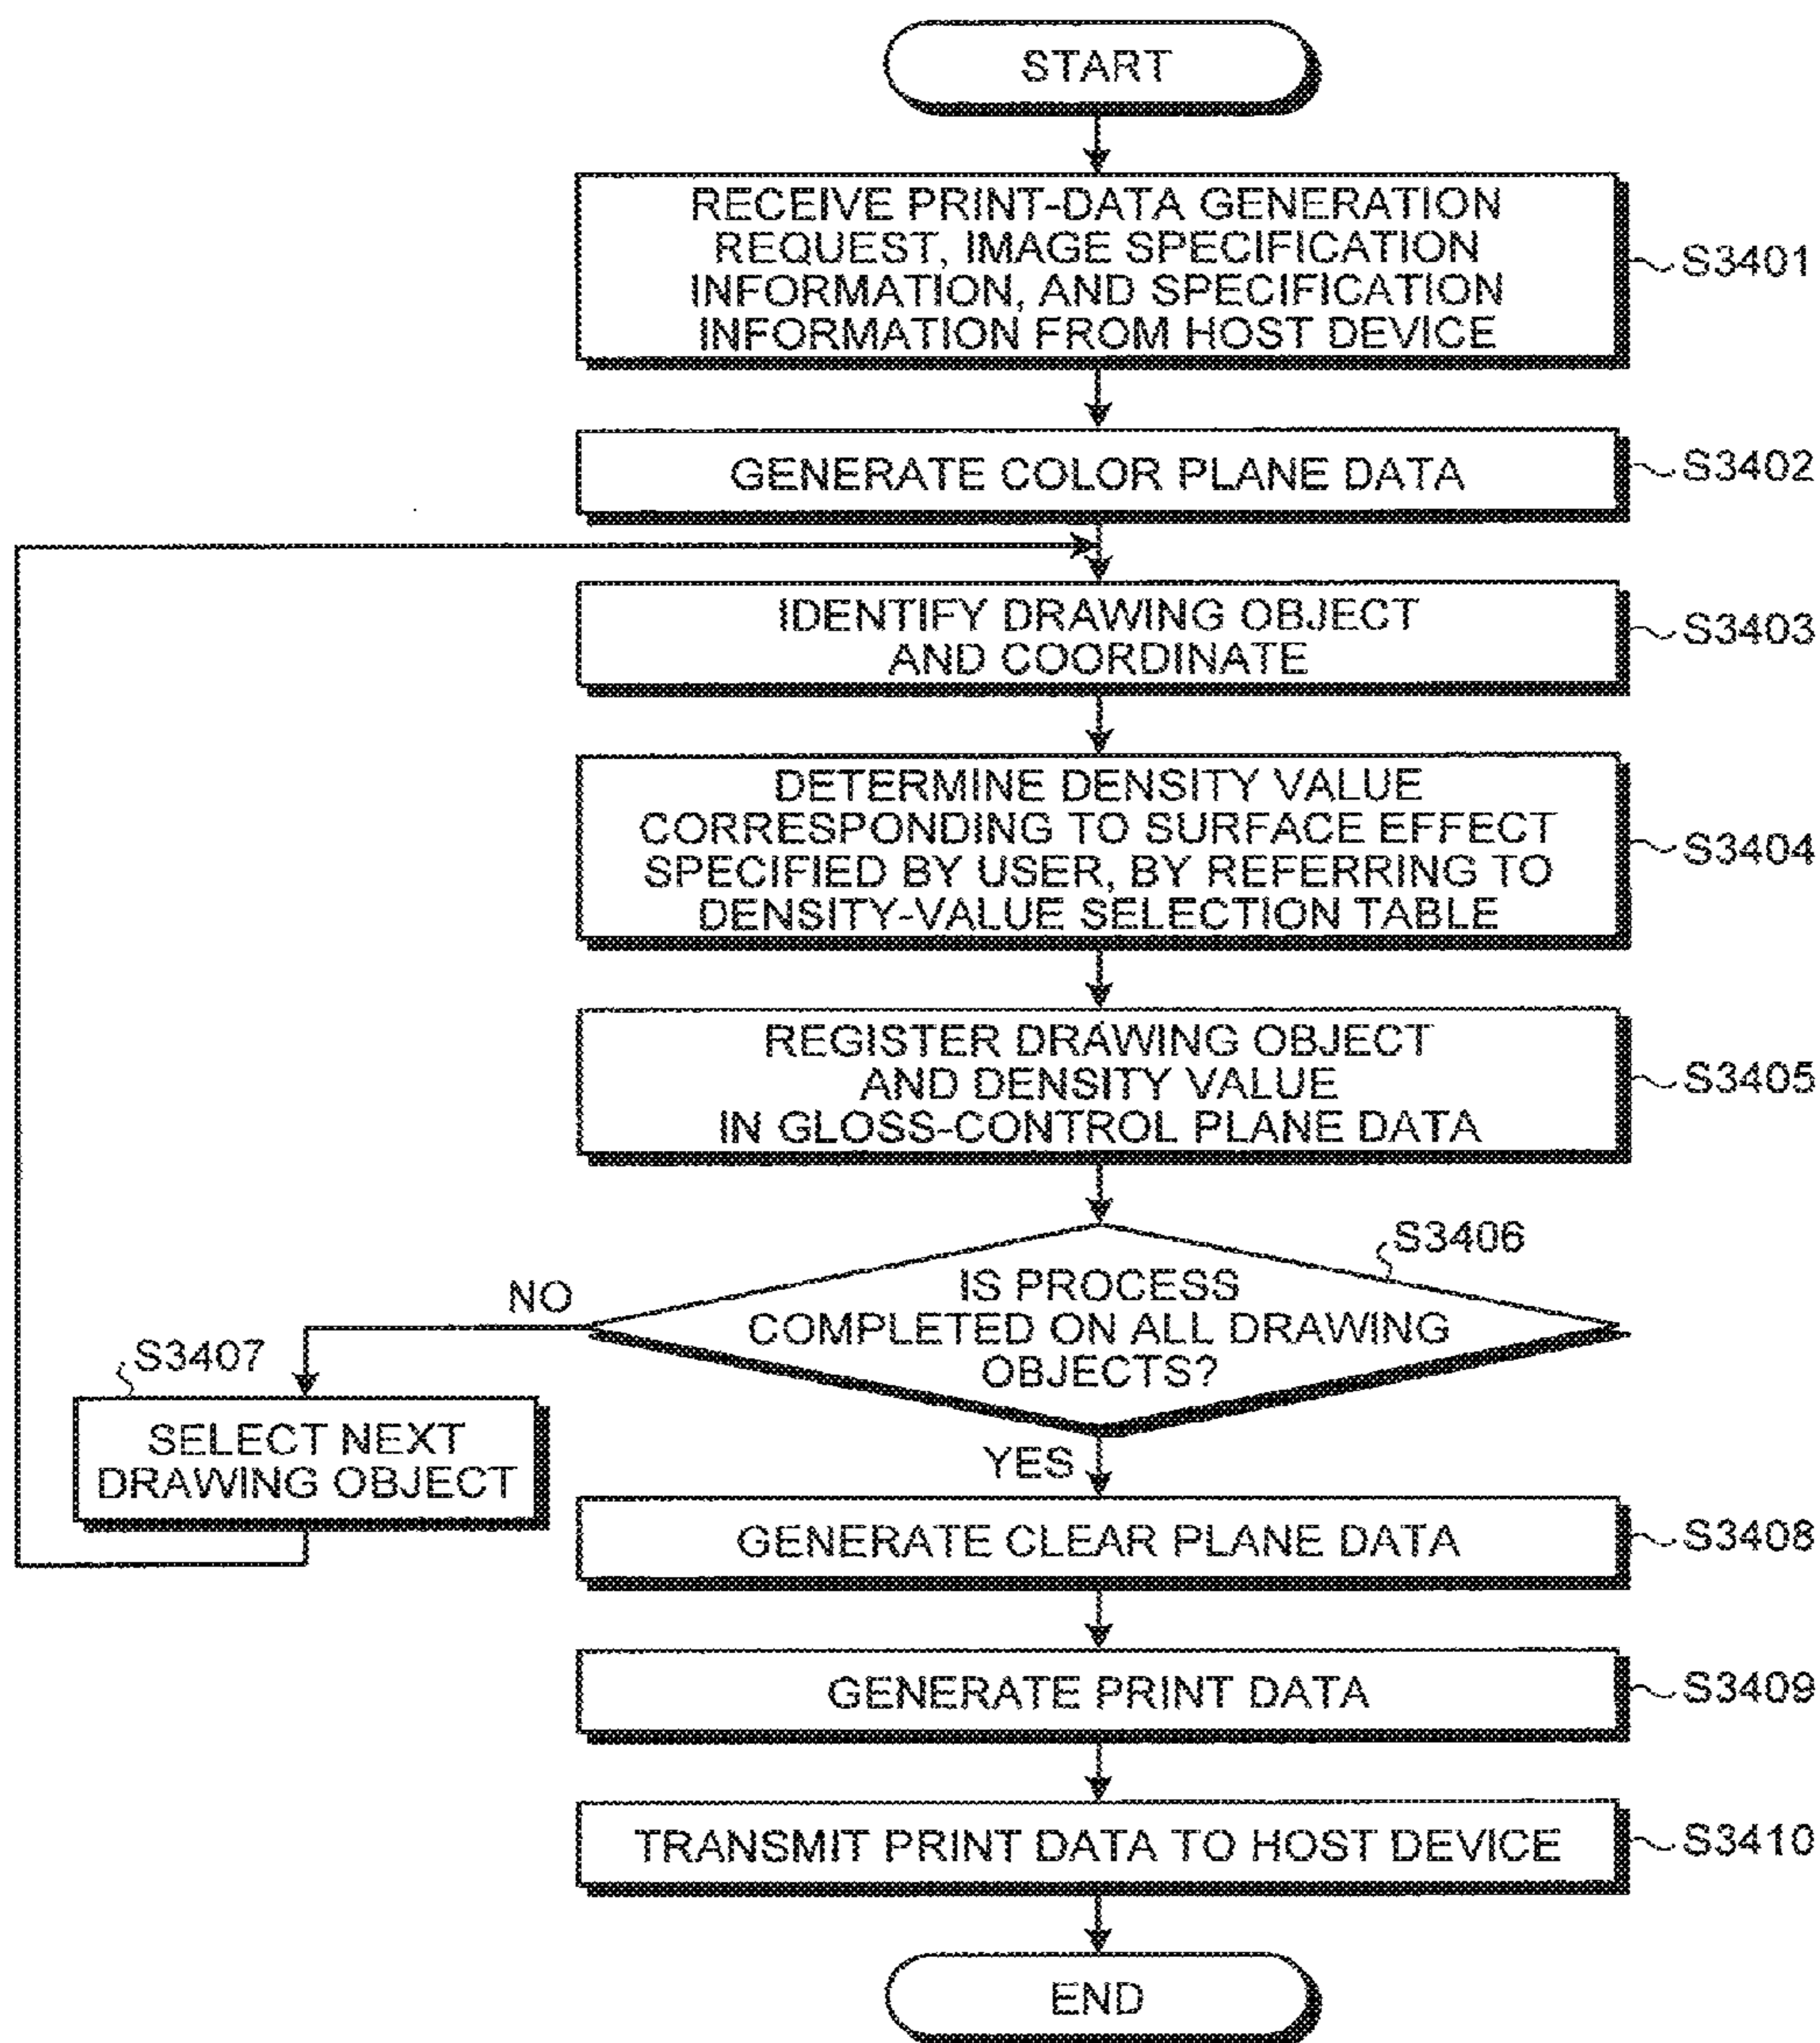 START
RECEIVE PRINT-DATA GENERATION
REQUEST, IMAGE SPECIFICATION
INFORMATION, AND SPECIFICATION
INFORMATION FROM HOST DEVICE
S3401
GENERATE COLOR PLANE DATA
S3402
IDENTIFY DRAWING OBJECT
AND COORDINATE
S3403
DETERMINE DENSITY VALUE
CORRESPONDING TO SURFACE EFFECT
SPECIFIED BY USER, BY REFERRING TO
DENSITY-VALUE SELECTION TABLE
S3404
REGISTER DRAWING OBJECT
AND DENSITY VALUE
IN GLOSS-CONTROL PLANE DATA
S3405
S3406
IS PROCESS
COMPLETED ON ALL DRAWING
OBJECTS?
NO
S3407
SELECT NEXT
DRAWING OBJECT
YES
GENERATE CLEAR PLANE DATA
S3408
GENERATE PRINT DATA
S3409
TRANSMIT PRINT DATA TO HOST DEVICE
S3410
END